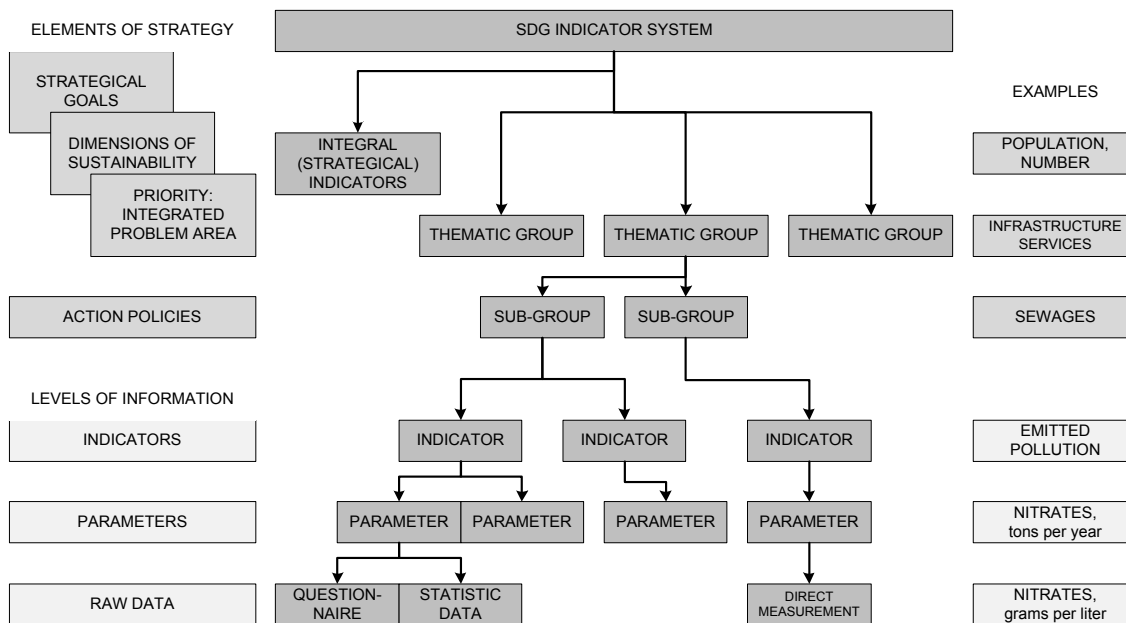 ELEMENTS OF STRATEGY
SDG INDICATOR SYSTEM
STRATEGICAL
GOALS
EXAMPLES
DIMENSIONS OF
SUSTAINABILITY
INTEGRAL
(STRATEGICAL)
INDICATORS
POPULATION,
NUMBER
PRIORITY:
INTEGRATED
PROBLEM AREA
THEMATIC GROUP
THEMATIC GROUP
THEMATIC GROUP
INFRASTRUCTURE
SERVICES
ACTION POLICIES
SUB-GROUP
SUB-GROUP
SEWAGES
LEVELS OF INFORMATION
INDICATORS
INDICATOR
INDICATOR
INDICATOR
EMITTED
POLLUTION
PARAMETERS
PARAMETER
PARAMETER
PARAMETER
PARAMETER
NITRATES,
tons per year
RAW DATA
QUESTION-
NAIRE
STATISTIC
DATA
DIRECT
MEASUREMENT
NITRATES,
grams per liter